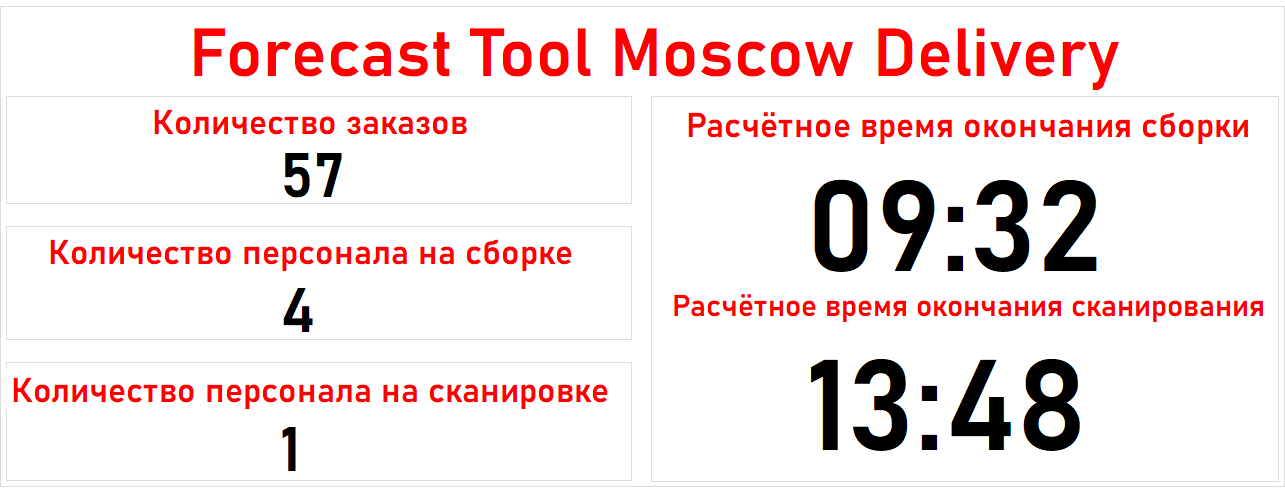 Forecast Tool Moscow Delivery
Количество заказов
57
Количество персонала на сборке
4
Количество персонала на сканировке
1
Расчётное время окончания сборки
09:32
Расчётное время окончания сканирования
13:48